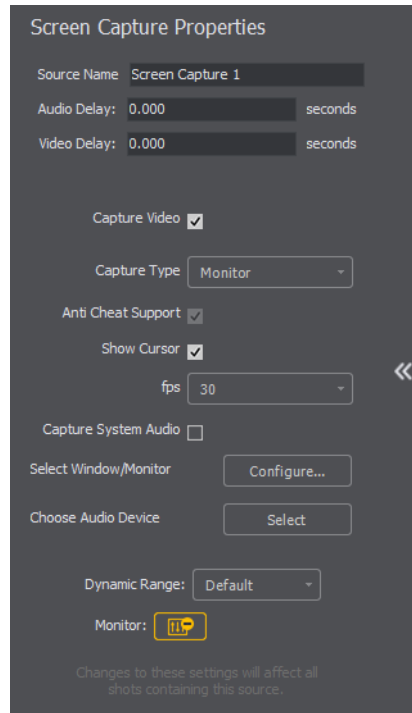 Screen Capture Properties
Source Name Screen Capture 1
Audio Delay: 0.000 seconds
Video Delay: 0.000 seconds
Capture Video
Capture Type Monitor
Anti Cheat Support
Show Cursor
fps 30
Capture System Audio
Select Window/Monitor Configure...
Choose Audio Device Select
Dynamic Range: Default
Monitor:
Changes to these settings will affect all
shots containing this source.